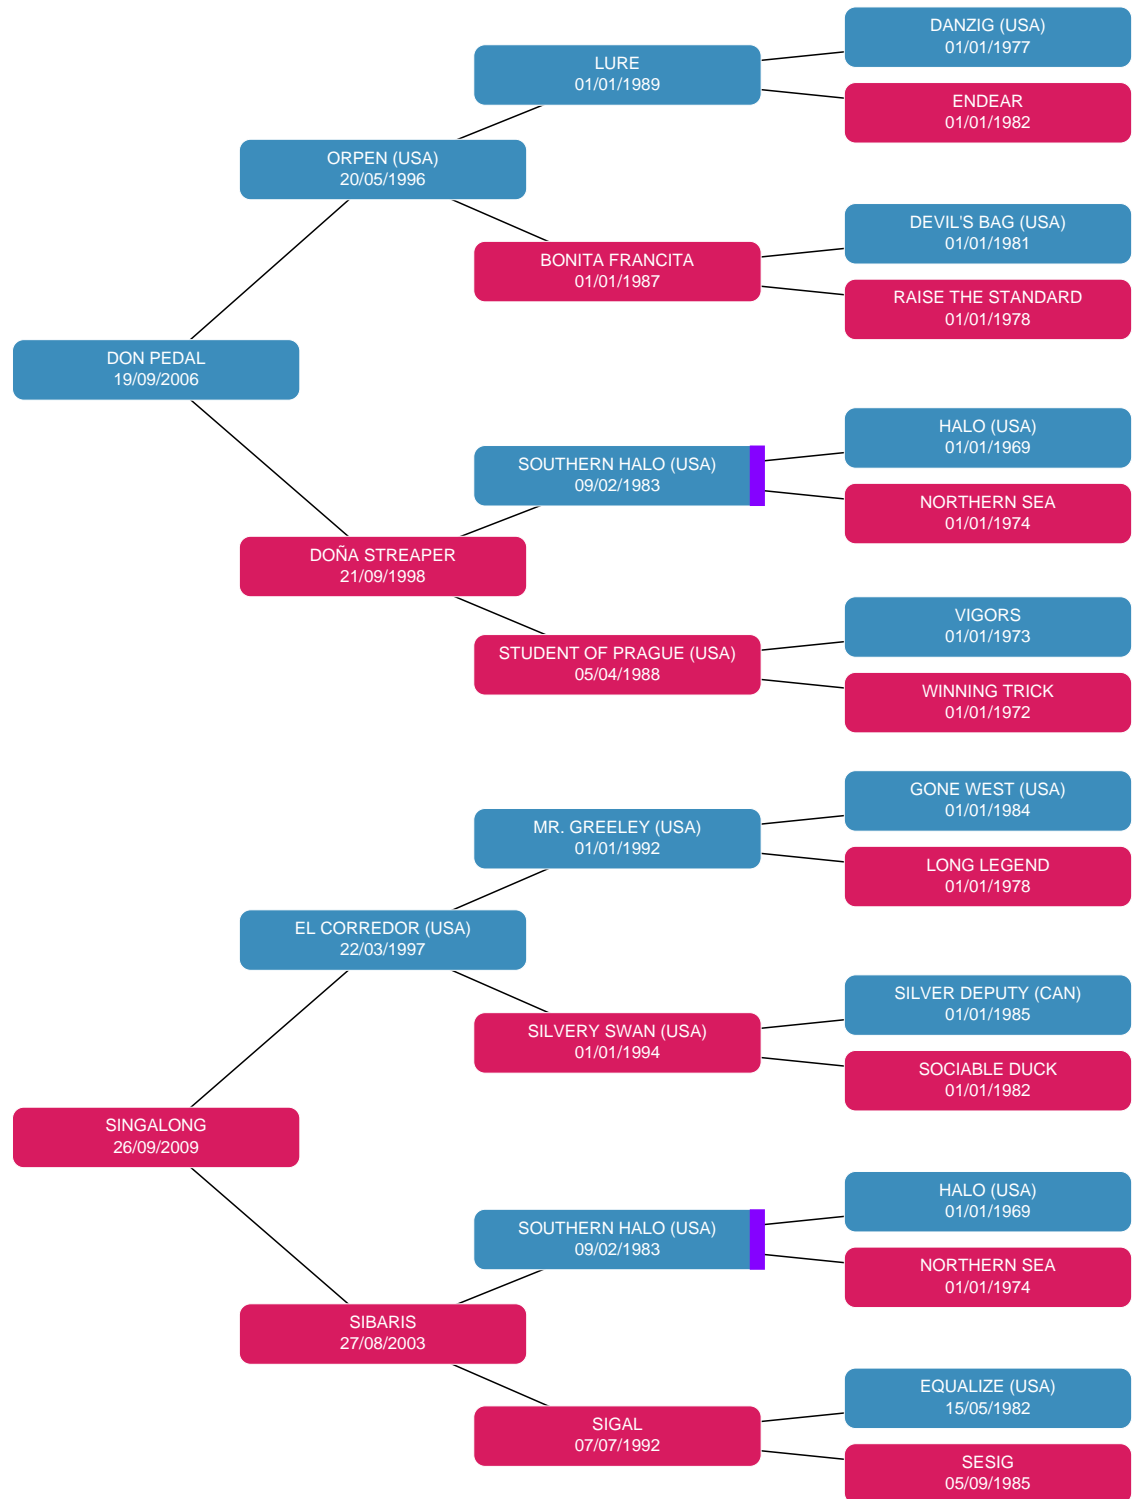 DANZIG (USA)
01/01/1977
LURE
01/01/1989
ENDEAR
01/01/1982
ORPEN (USA)
20/05/1996
DEVIL'S BAG (USA)
01/01/1981
BONITA FRANCITA
01/01/1987
RAISE THE STANDARD
01/01/1978
DON PEDAL
19/09/2006
HALO (USA)
01/01/1969
SOUTHERN HALO (USA)
09/02/1983
NORTHERN SEA
01/01/1974
DOÑA STREAPER
21/09/1998
VIGORS
01/01/1973
STUDENT OF PRAGUE (USA)
05/04/1988
WINNING TRICK
01/01/1972
GONE WEST (USA)
01/01/1984
MR. GREELEY (USA)
01/01/1992
LONG LEGEND
01/01/1978
EL CORREDOR (USA)
22/03/1997
SILVER DEPUTY (CAN)
01/01/1985
SILVERY SWAN (USA)
01/01/1994
SOCIABLE DUCK
01/01/1982
SINGALONG
26/09/2009
HALO (USA)
01/01/1969
SOUTHERN HALO (USA)
09/02/1983
NORTHERN SEA
01/01/1974
SIBARIS
27/08/2003
EQUALIZE (USA)
15/05/1982
SIGAL
07/07/1992
SESIG
05/09/1985